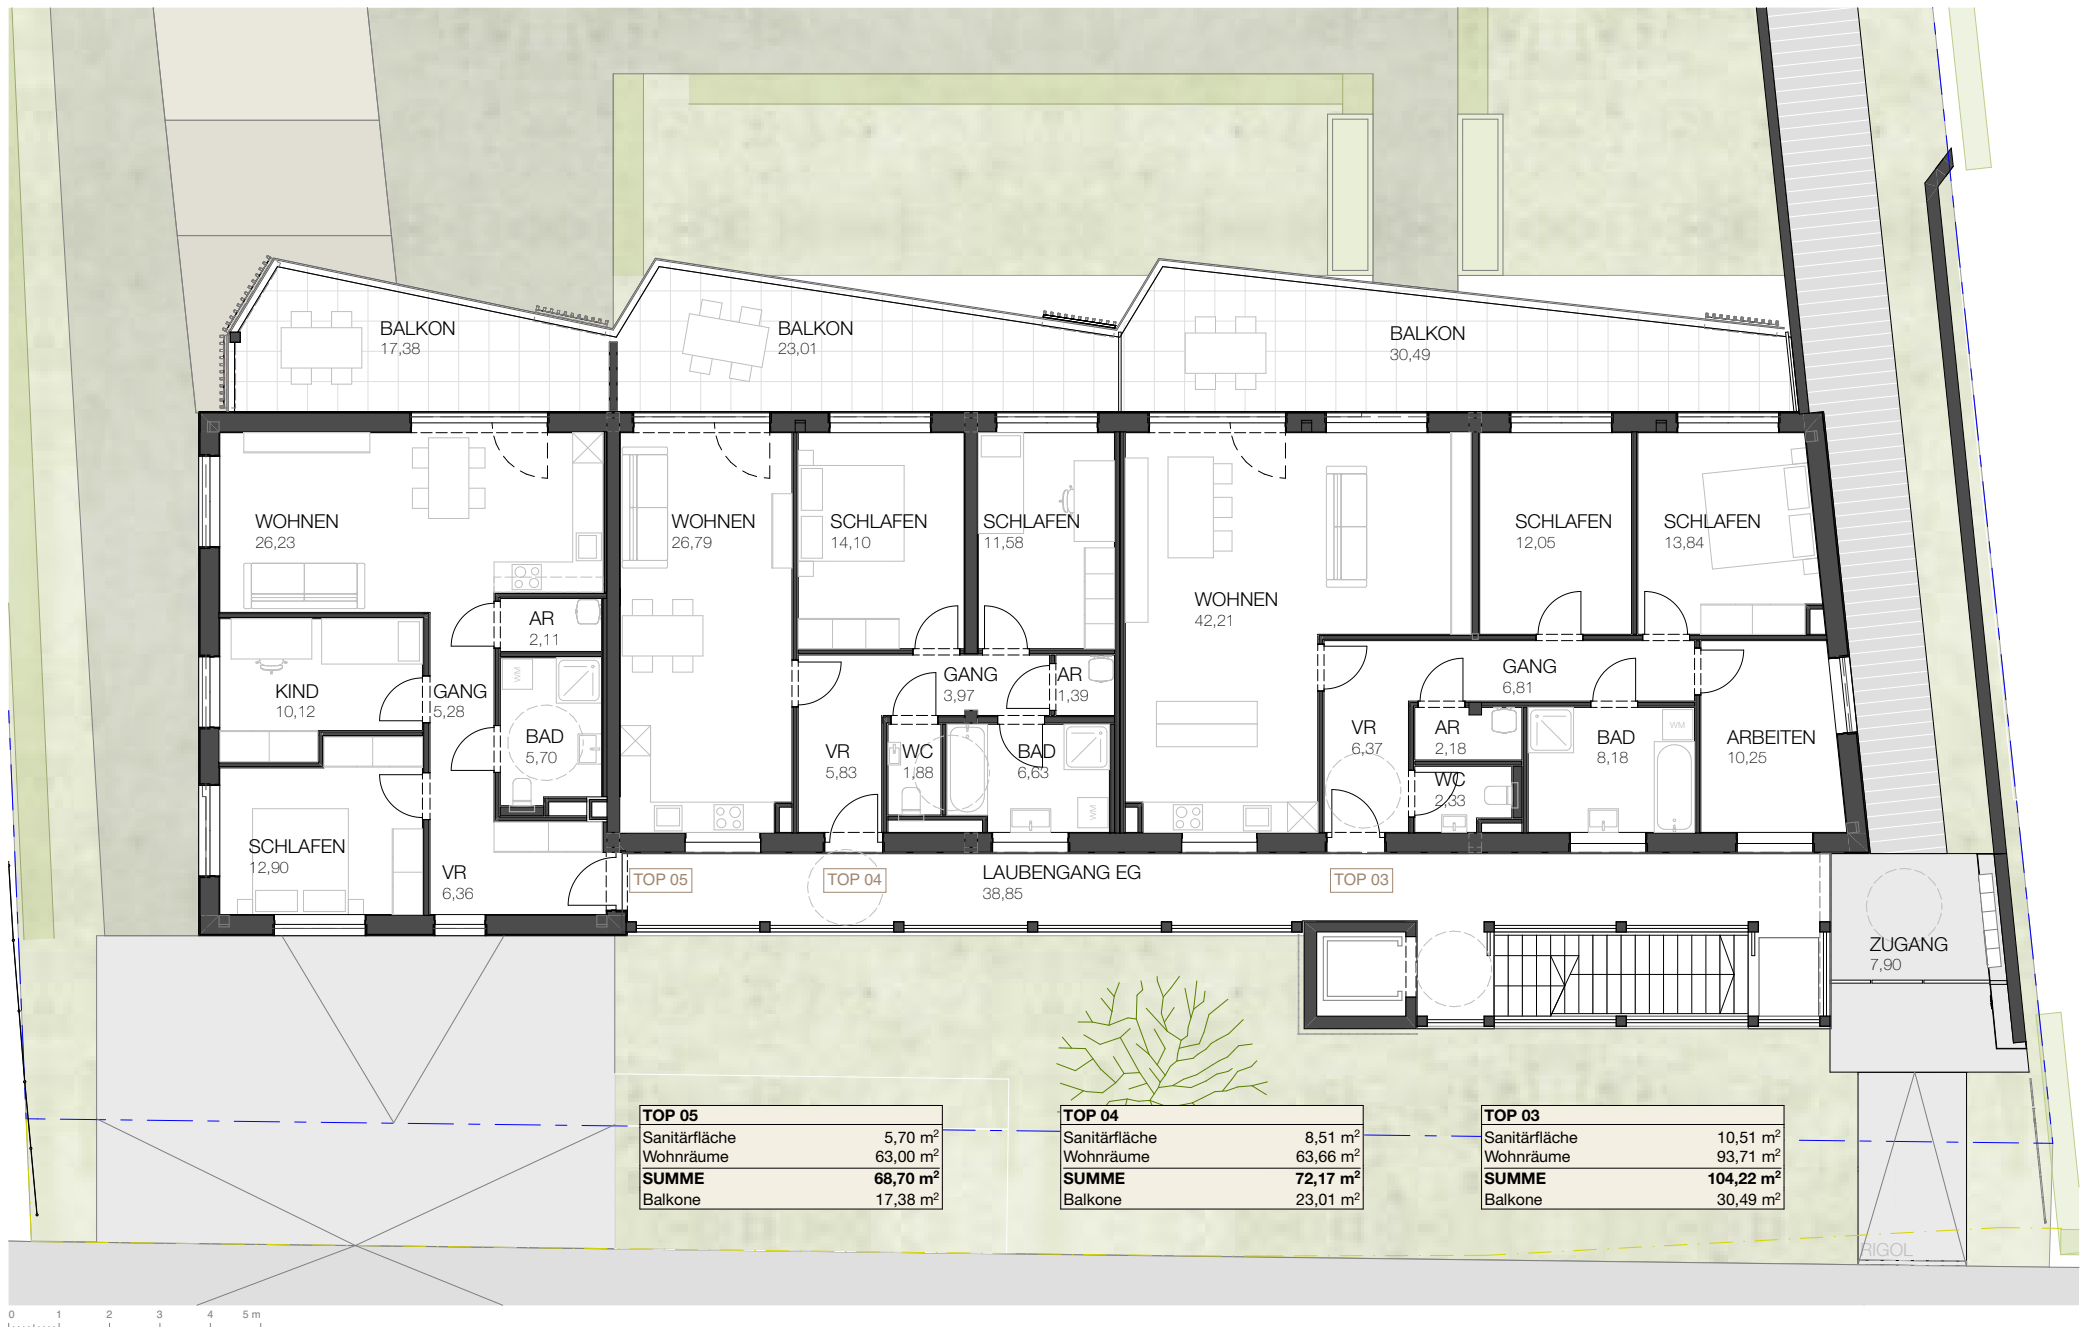 BALKON
17,38
BALKON
23,01
BALKON
30,49
WOHNEN
26,23
WOHNEN
26,79
SCHLAFEN
14,10
SCHLAFEN
11,58
WOHNEN
42,21
SCHLAFEN
12,05
SCHLAFEN
13,84
AR
2,11
KIND
10,12
GANG
5,28
WM
BAD
5,70
SCHLAFEN
12,90
VR
6,36
GANG
3,97
AR
1,39
VR
5,83
WC
1,88
BAD
6,63
WM
GANG
6,81
VR
6,37
AR
2,18
WC
2,33
BAD
8,18
WM
ARBEITEN
10,25
TOP 05
TOP 04
LAUBENGANG EG
38,85
TOP 03
ZUGANG
7,90
TOP 05
Sanitärfläche 5,70 m²
Wohnräume 63,00 m²
SUMME 68,70 m²
Balkone 17,38 m²
TOP 04
Sanitärfläche 8,51 m²
Wohnräume 63,66 m²
SUMME 72,17 m²
Balkone 23,01 m²
TOP 03
Sanitärfläche 10,51 m²
Wohnräume 93,71 m²
SUMME 104,22 m²
Balkone 30,49 m²
RIGOL
0 1 2 3 4 5 m